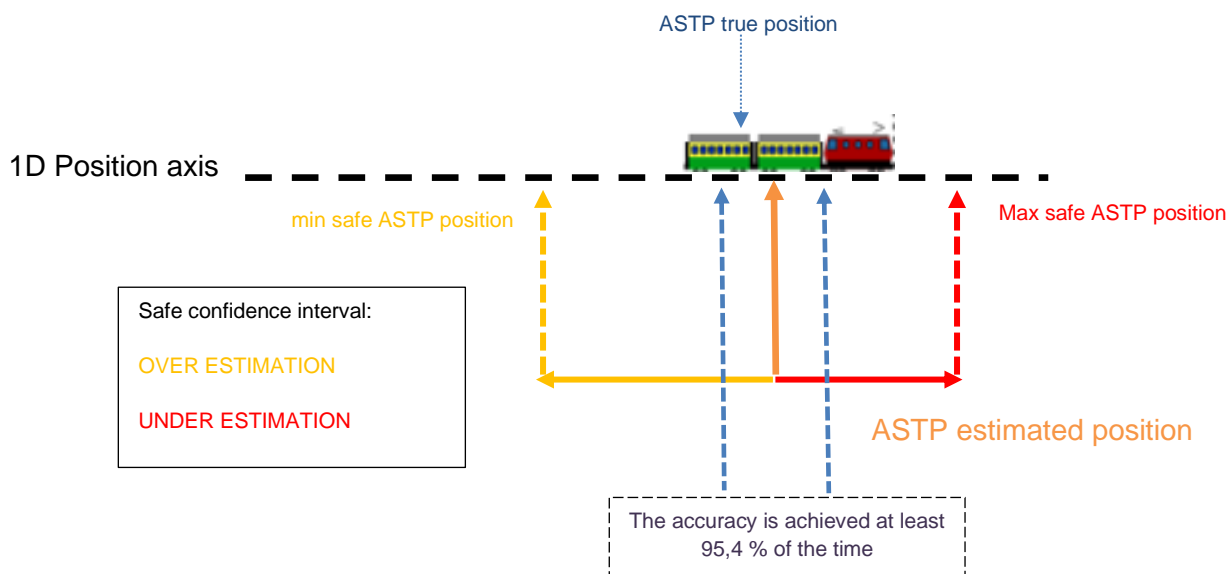 ASTP true position
1D Position axis
min safe ASTP position
Max safe ASTP position
Safe confidence interval:
OVER ESTIMATION
UNDER ESTIMATION
ASTP estimated position
The accuracy is achieved at least
95,4 % of the time